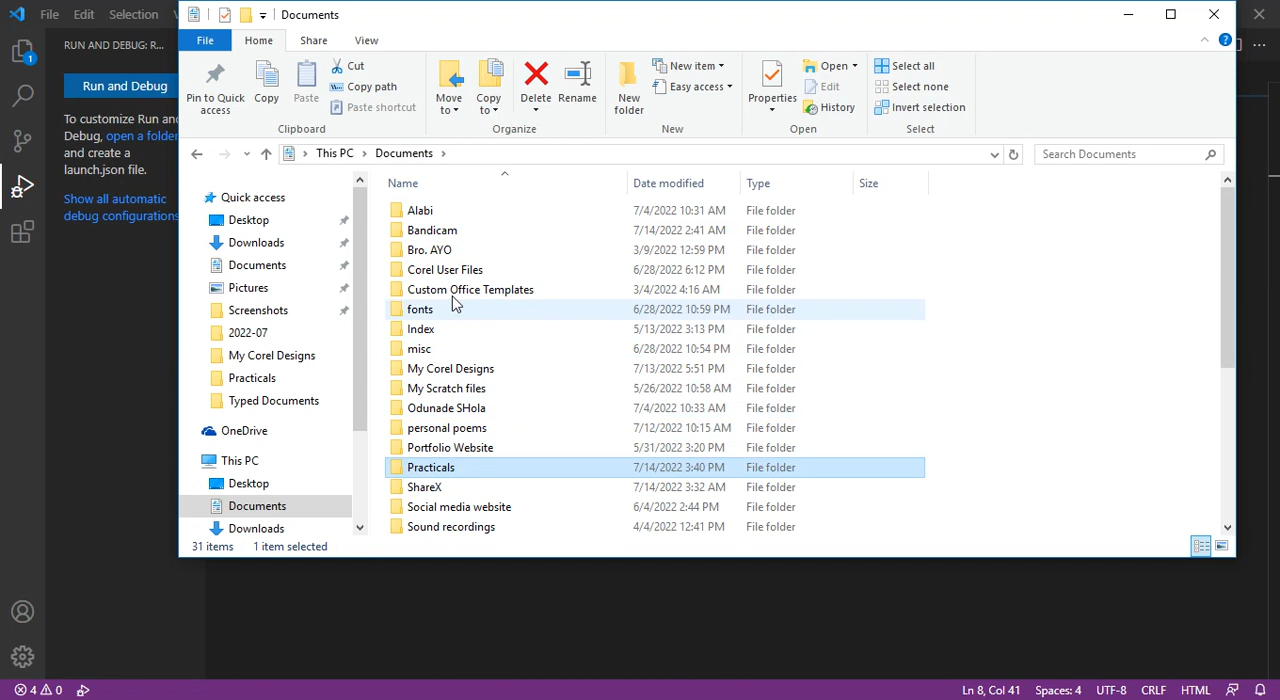 File Edit Selection
Documents
File Home Share View
Pin to Quick access
Copy
Paste
Cut
Copy path
Paste shortcut
Move to
Copy to
Delete
Rename
New folder
New item
Easy access
Properties
Open
Edit
History
Select all
Select none
Invert selection
Clipboard Organize New Open Select
This PC Documents
Search Documents
RUN AND DEBUG: R...
Run and Debug
To customize Run and
Debug, open a folder
and create a
launch.json file.
Show all automatic
debug configurations
Quick access
Desktop
Downloads
Documents
Pictures
Screenshots
2022-07
My Corel Designs
Practicals
Typed Documents
OneDrive
This PC
Desktop
Documents
Downloads
Name Date modified Type Size
Alabi 7/4/2022 10:31 AM File folder
Bandicam 7/14/2022 2:41 AM File folder
Bro. AYO 3/9/2022 12:59 PM File folder
Corel User Files 6/28/2022 6:12 PM File folder
Custom Office Templates 3/4/2022 4:16 AM File folder
fonts 6/28/2022 10:59 PM File folder
Index 5/13/2022 3:13 PM File folder
misc 6/28/2022 10:54 PM File folder
My Corel Designs 7/13/2022 5:51 PM File folder
My Scratch files 5/26/2022 10:58 AM File folder
Odunade SHola 7/4/2022 10:33 AM File folder
personal poems 7/12/2022 10:15 AM File folder
Portfolio Website 5/31/2022 3:20 PM File folder
Practicals 7/14/2022 3:40 PM File folder
ShareX 7/14/2022 3:32 AM File folder
Social media website 6/4/2022 2:44 PM File folder
Sound recordings 4/4/2022 12:41 PM File folder
31 items 1 item selected
4 0 Ln 8, Col 41 Spaces: 4 UTF-8 CRLF HTML